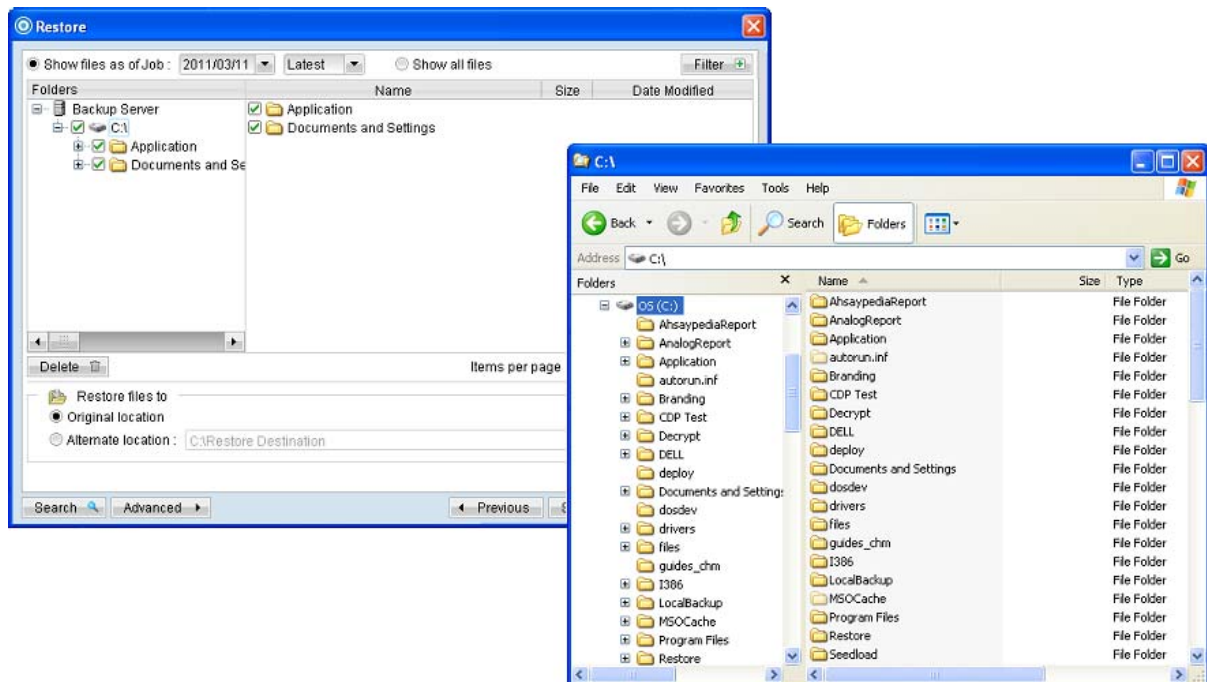 Restore
Show files as of Job : 2011/03/11 Latest Show all files Filter
Folders Name Size Date Modified
Backup Server
C:\
Application
Documents and Se
Application
Documents and Settings
Delete Items per page
Restore files to
Original location
Alternate location : C:\Restore Destination
Search Advanced Previous S
C:\
File Edit View Favorites Tools Help
Back Search Folders
Address C:\ Go
Folders X
OS (C:)
AhsaypediaReport
AnalogReport
Application
autorun.inf
Branding
CDP Test
Decrypt
DELL
deploy
Documents and Setting
dosdev
drivers
files
guides_chm
I386
LocalBackup
MSOCache
Program Files
Restore
Name Size Type
AhsaypediaReport File Folder
AnalogReport File Folder
Application File Folder
autorun.inf File Folder
Branding File Folder
CDP Test File Folder
Decrypt File Folder
DELL File Folder
deploy File Folder
Documents and Settings File Folder
dosdev File Folder
drivers File Folder
files File Folder
guides_chm File Folder
I386 File Folder
LocalBackup File Folder
MSOCache File Folder
Program Files File Folder
Restore File Folder
Seedload File Folder